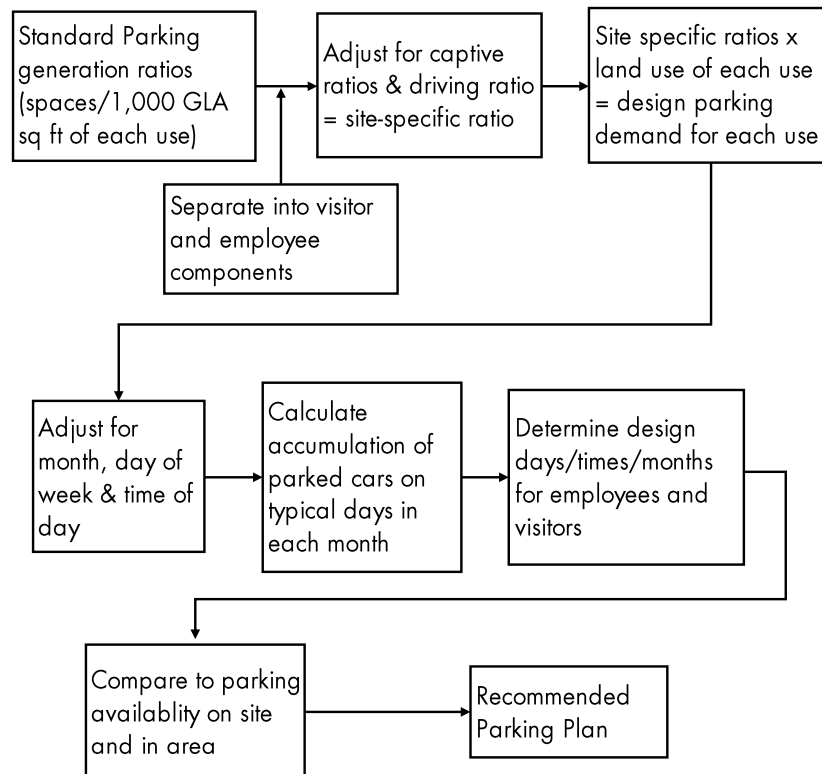 Standard Parking
generation ratios
(spaces/1,000 GLA
sq ft of each use)
Adjust for captive
ratios & driving ratio
= site-specific ratio
Site specific ratios x
land use of each use
= design parking
demand for each use
Separate into visitor
and employee
components
Adjust for
month, day of
week & time of
day
Calculate
accumulation of
parked cars on
typical days in
each month
Determine design
days/times/months
for employees and
visitors
Compare to parking
availablity on site
and in area
Recommended
Parking Plan